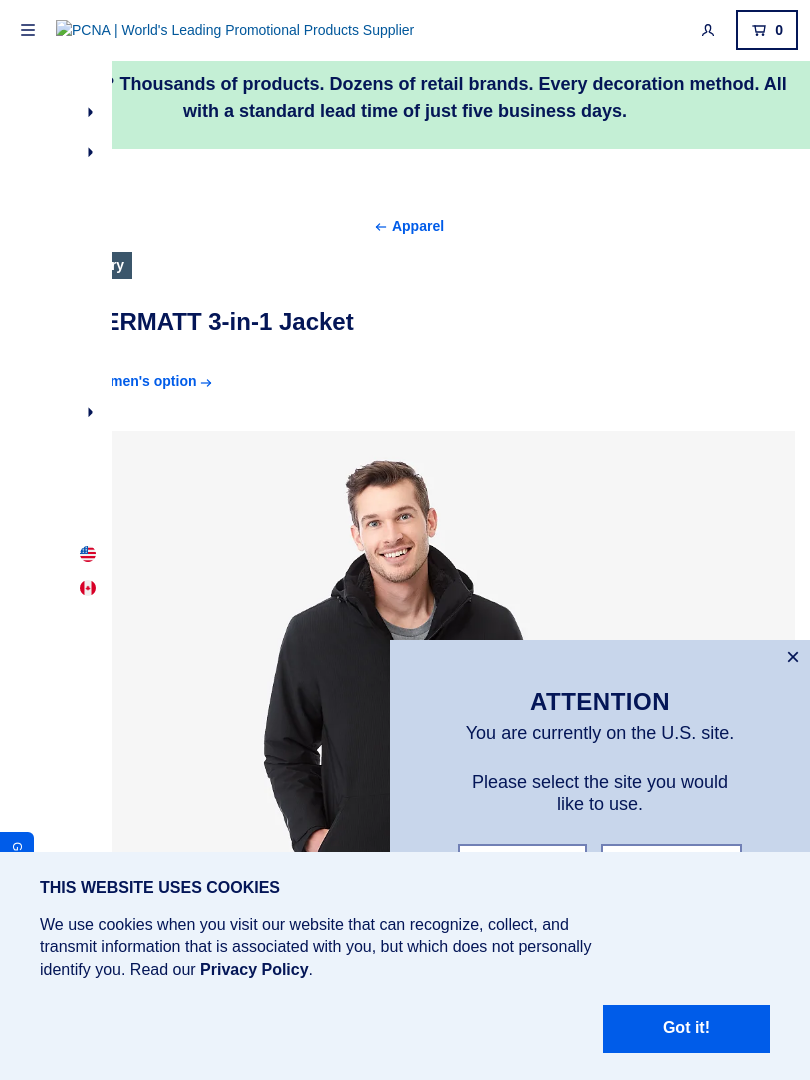 PCNA | World's Leading Promotional Products Supplier
0
? Thousands of products. Dozens of retail brands. Every decoration method. All
with a standard lead time of just five business days.
← Apparel
ry
ERMATT 3-in-1 Jacket
men's option →
ATTENTION
You are currently on the U.S. site.
Please select the site you would
like to use.
G
THIS WEBSITE USES COOKIES
We use cookies when you visit our website that can recognize, collect, and
transmit information that is associated with you, but which does not personally
identify you. Read our Privacy Policy.
Got it!